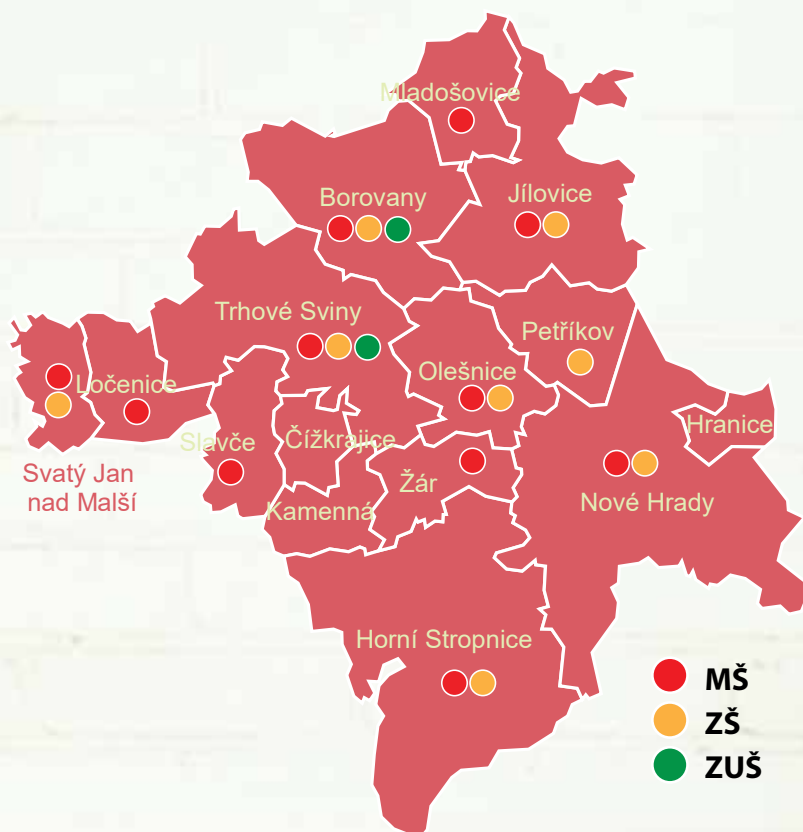 Mladošovice
Borovany
Jílovice
Trhové Sviny
Petříkov
Olešnice
Ločenice
Hranice
Slavče
Čížkrajice
Svatý Jan
nad Malší
Žár
Nové Hrady
Kamenná
Horní Stropnice
MŠ
ZŠ
ZUŠ